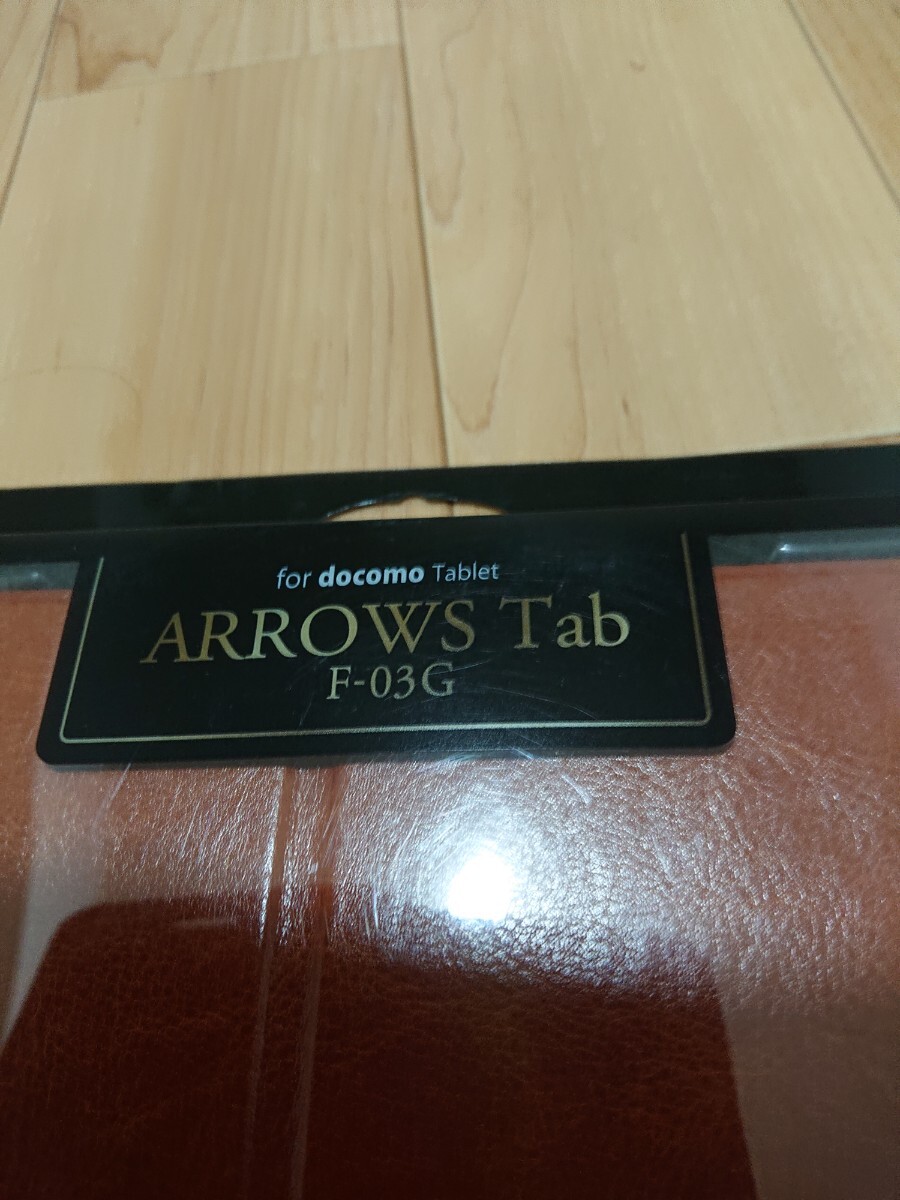 for docomo Tablet
ARROWS Tab
F-03G